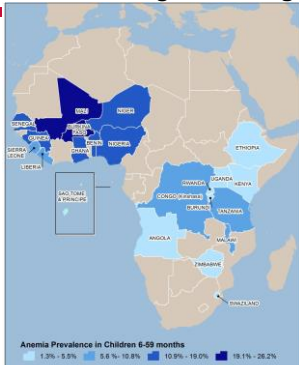 MALI
NIGER
SENEGAL
BURKINA
FASO
GUINEA
BENIN
NIGERIA
SIERRA
LEONE
GHANA
LIBERIA
ETHIOPIA
SAO TOME
& PRINCIPE
UGANDA
RWANDA
KENYA
CONGO (Kinshasa)
BURUNDI
TANZANIA
ANGOLA
MALAWI
ZIMBABWE
SWAZILAND
Anemia Prevalence in Children 6-59 months
1.3% - 5.5% 5.6% - 10.8% 10.9% - 19.0% 19.1% - 26.2%